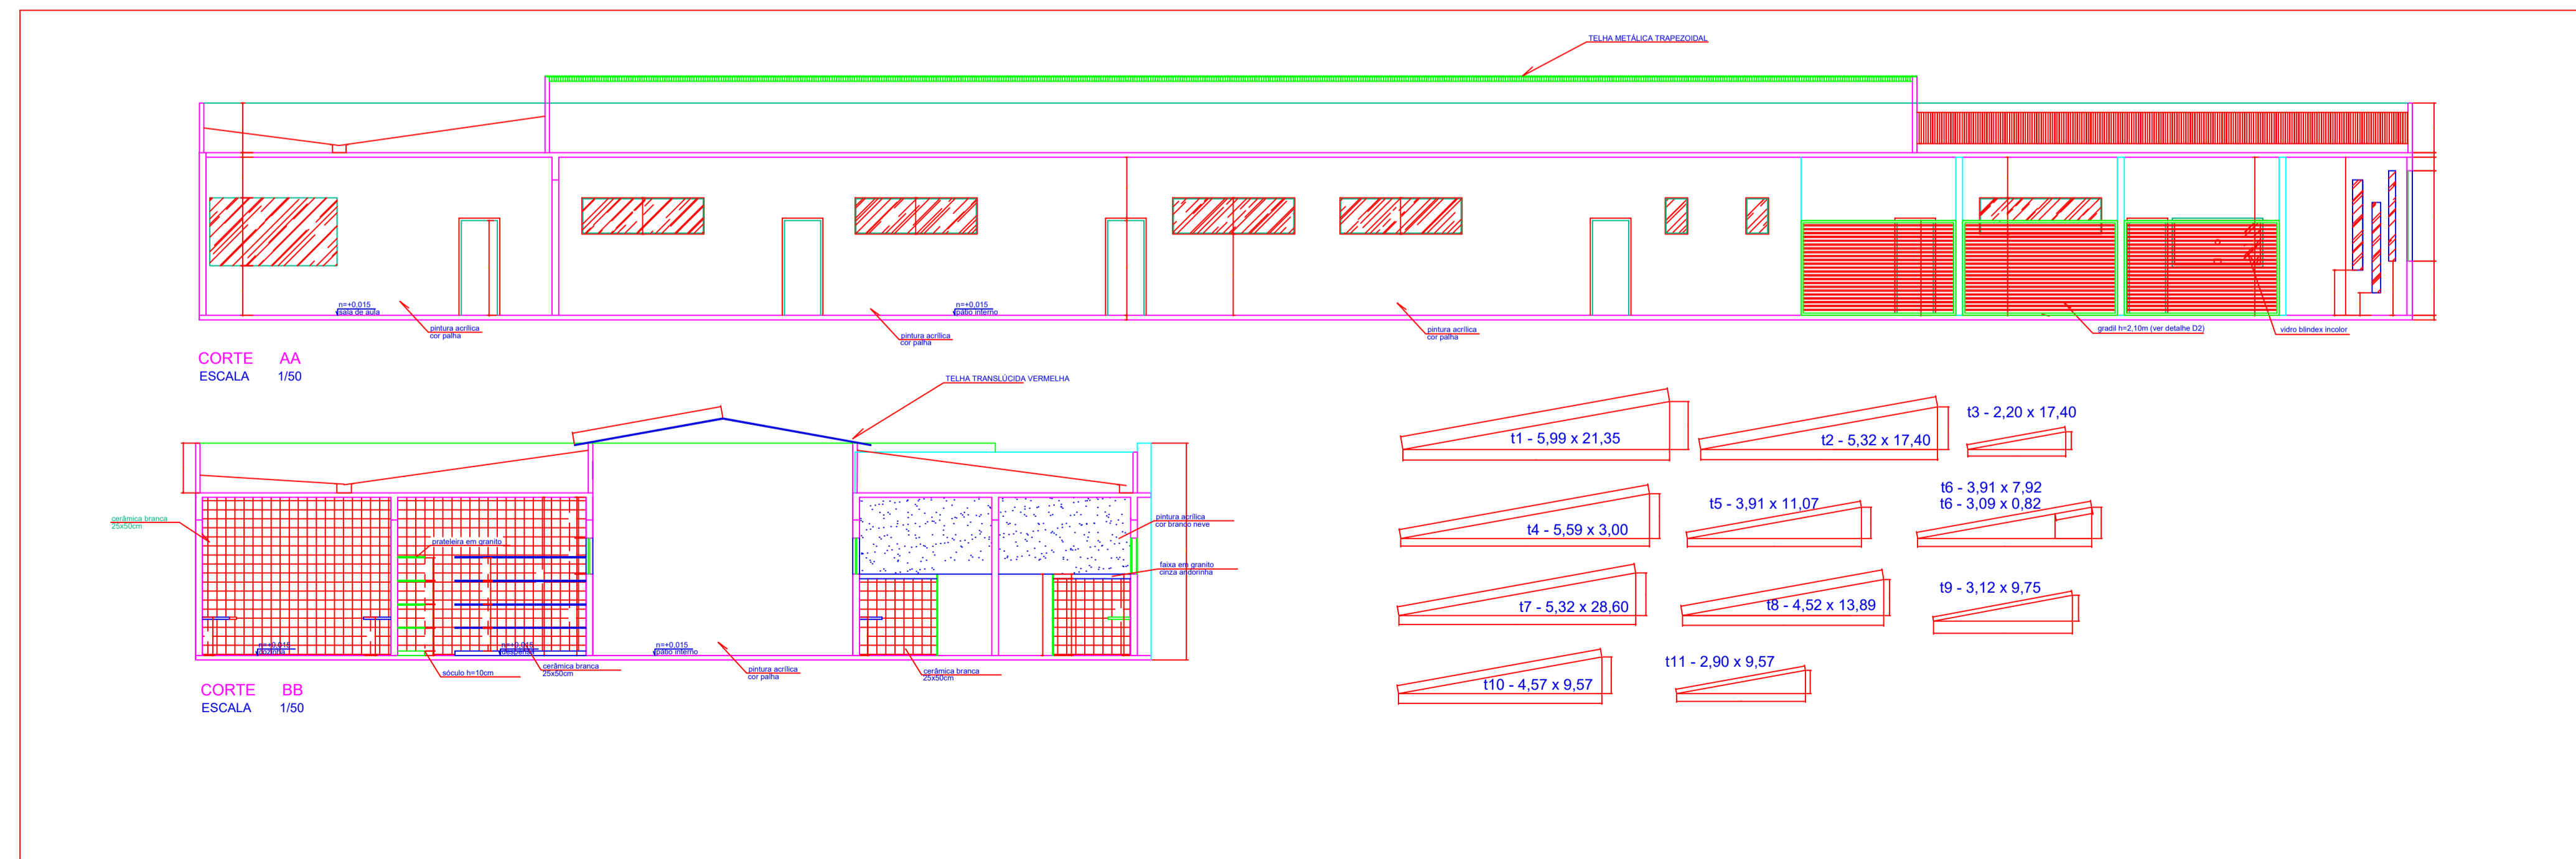 TELHA METÁLICA TRAPEZOIDAL
n=+0,015
sala de aula
pintura acrílica
cor palha
pintura acrílica
cor palha
n=+0,015
pátio interno
pintura acrílica
cor palha
gradil h=2,10m (ver detalhe D2)
vidro blindex incolor
CORTE AA
ESCALA 1/50
TELHA TRANSLÚCIDA VERMELHA
cerâmica branca
25x50cm
prateleira em granito
pintura acrílica
cor branco neve
faixa em granito
cinza andorinha
n=+0,015
cozinha
n=+0,015
despensa
n=+0,015
pátio interno
sóculo h=10cm
cerâmica branca
25x50cm
pintura acrílica
cor palha
cerâmica branca
25x50cm
CORTE BB
ESCALA 1/50
t1 - 5,99 x 21,35
t2 - 5,32 x 17,40
t3 - 2,20 x 17,40
t4 - 5,59 x 3,00
t5 - 3,91 x 11,07
t6 - 3,91 x 7,92
t6 - 3,09 x 0,82
t7 - 5,32 x 28,60
t8 - 4,52 x 13,89
t9 - 3,12 x 9,75
t10 - 4,57 x 9,57
t11 - 2,90 x 9,57